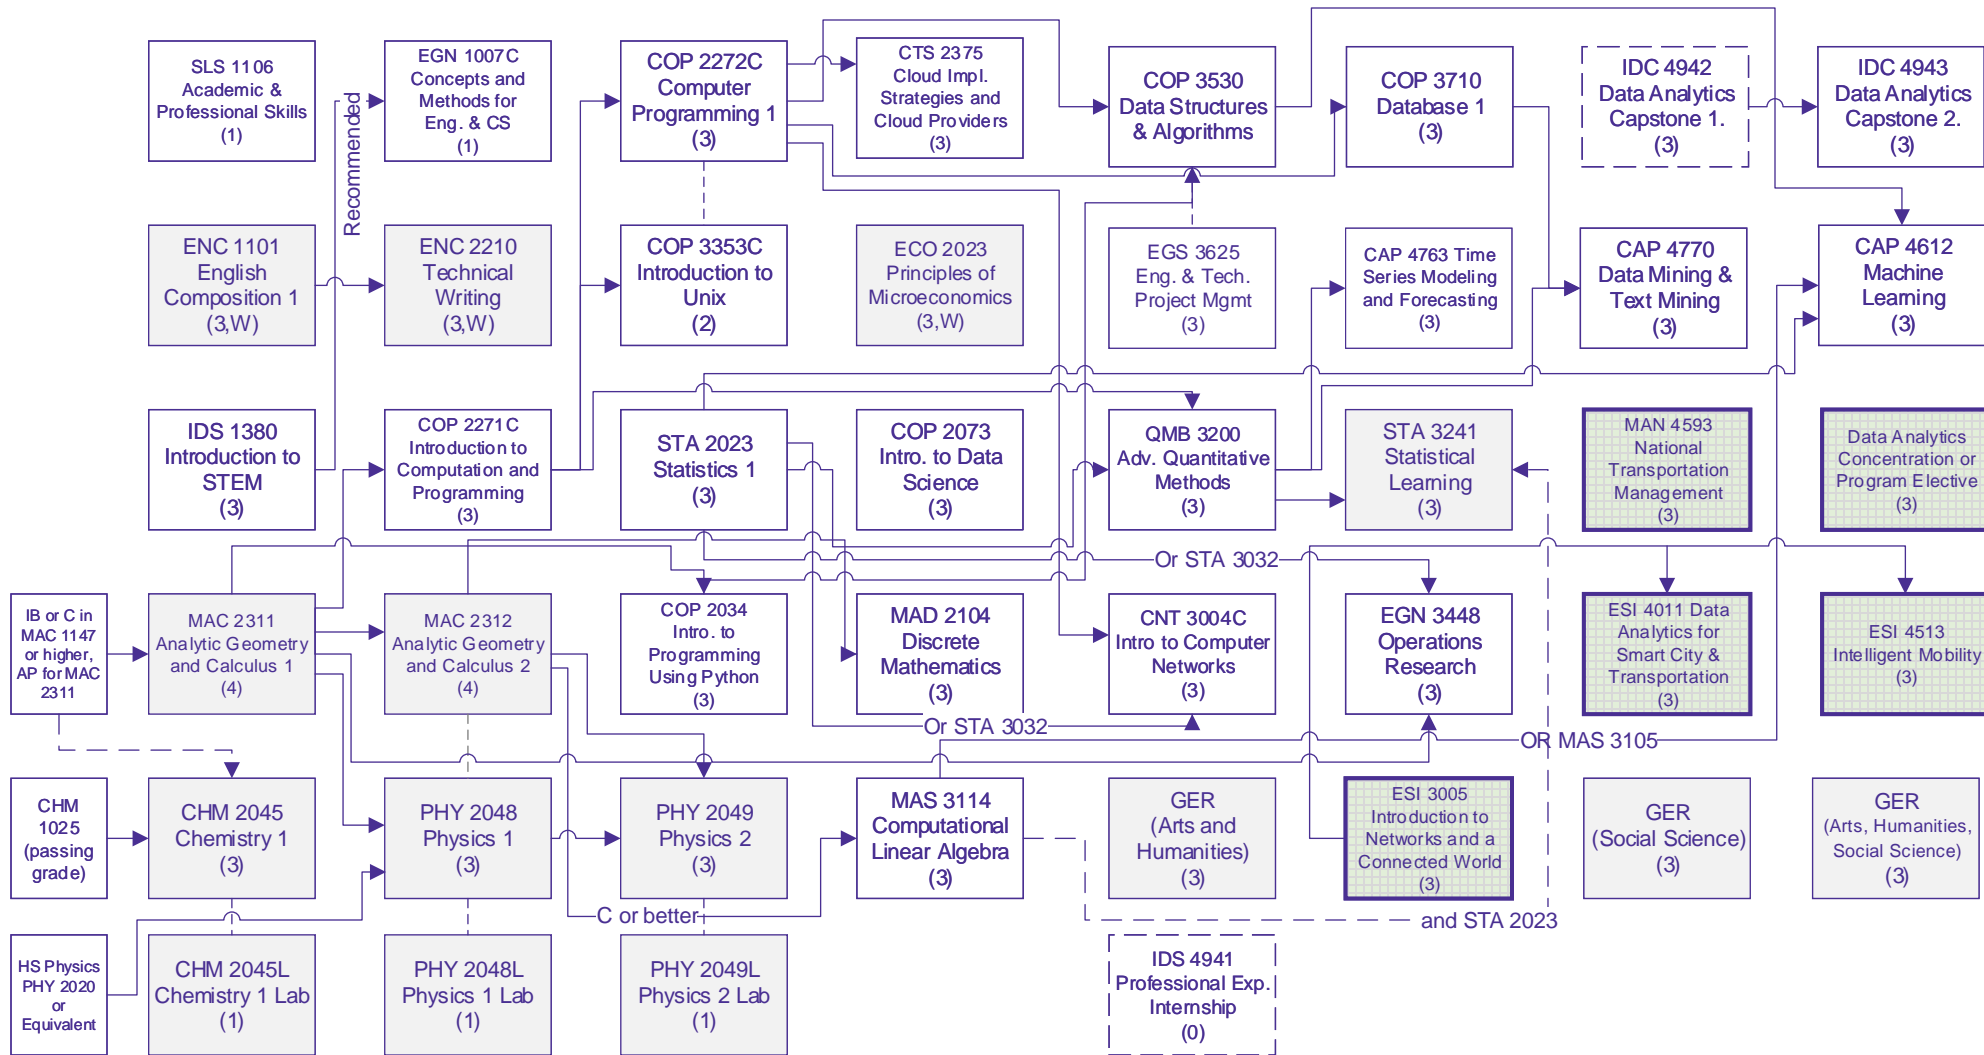 SLS 1106
Academic &
Professional Skills
(1)
EGN 1007C
Concepts and
Methods for
Eng. & CS
(1)
COP 2272C
Computer
Programming 1
(3)
CTS 2375
Cloud Impl.
Strategies and
Cloud Providers
(3)
COP 3530
Data Structures
& Algorithms
COP 3710
Database 1
(3)
IDC 4942
Data Analytics
Capstone 1.
(3)
IDC 4943
Data Analytics
Capstone 2.
(3)
Recommended
ENC 1101
English
Composition 1
(3,W)
ENC 2210
Technical
Writing
(3,W)
COP 3353C
Introduction to
Unix
(2)
ECO 2023
Principles of
Microeconomics
(3,W)
EGS 3625
Eng. & Tech.
Project Mgmt
(3)
CAP 4763 Time
Series Modeling
and Forecasting
(3)
CAP 4770
Data Mining &
Text Mining
(3)
CAP 4612
Machine
Learning
(3)
IDS 1380
Introduction to
STEM
(3)
COP 2271C
Introduction to
Computation and
Programming
(3)
STA 2023
Statistics 1
(3)
COP 2073
Intro. to Data
Science
(3)
QMB 3200
Adv. Quantitative
Methods
(3)
STA 3241
Statistical
Learning
(3)
MAN 4593
National
Transportation
Management
(3)
Data Analytics
Concentration or
Program Elective
(3)
Or STA 3032
IB or C in
MAC 1147
or higher,
AP for MAC
2311
MAC 2311
Analytic Geometry
and Calculus 1
(4)
MAC 2312
Analytic Geometry
and Calculus 2
(4)
COP 2034
Intro. to
Programming
Using Python
(3)
MAD 2104
Discrete
Mathematics
(3)
CNT 3004C
Intro to Computer
Networks
(3)
EGN 3448
Operations
Research
(3)
ESI 4011 Data
Analytics for
Smart City &
Transportation
(3)
ESI 4513
Intelligent Mobility
(3)
Or STA 3032
OR MAS 3105
CHM
1025
(passing
grade)
CHM 2045
Chemistry 1
(3)
PHY 2048
Physics 1
(3)
PHY 2049
Physics 2
(3)
MAS 3114
Computational
Linear Algebra
(3)
GER
(Arts and
Humanities)
(3)
ESI 3005
Introduction to
Networks and a
Connected World
(3)
GER
(Social Science)
(3)
GER
(Arts, Humanities,
Social Science)
(3)
C or better
and STA 2023
HS Physics
PHY 2020
or
Equivalent
CHM 2045L
Chemistry 1 Lab
(1)
PHY 2048L
Physics 1 Lab
(1)
PHY 2049L
Physics 2 Lab
(1)
IDS 4941
Professional Exp.
Internship
(0)